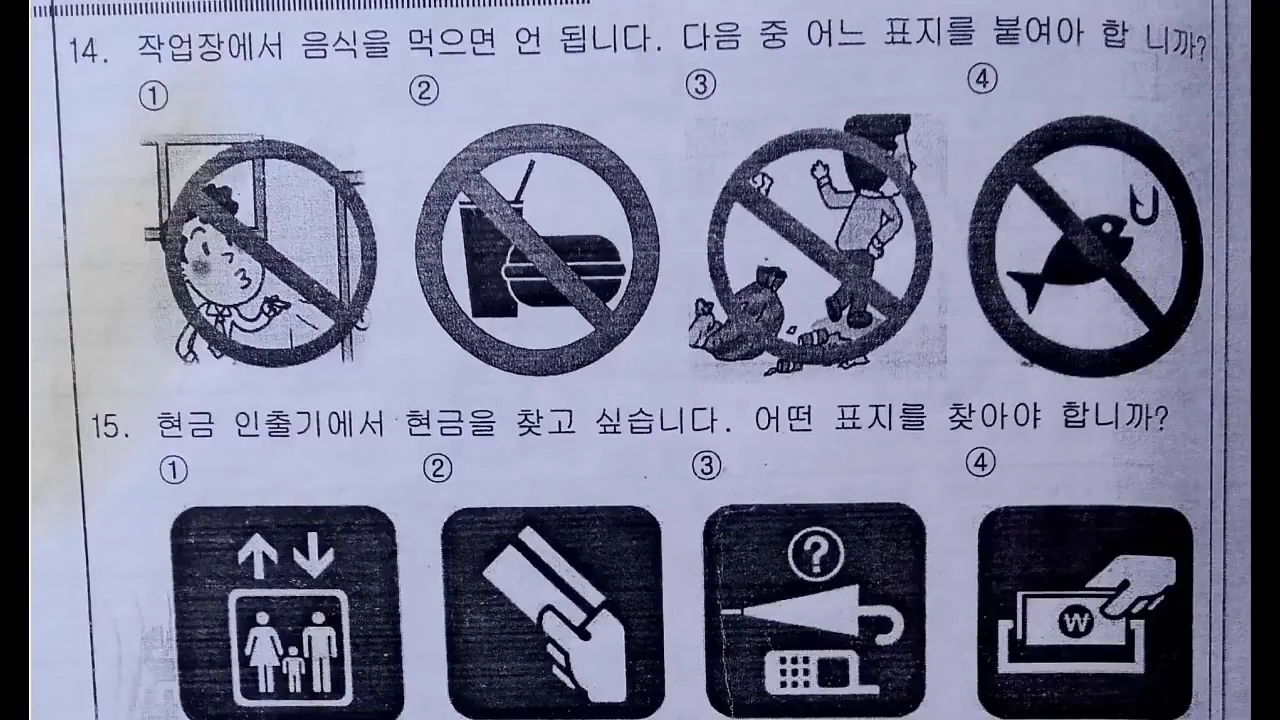 14. 작업장에서 음식을 먹으면 언 됩니다. 다음 중 어느 표지를 붙여아 합 니까?
① ② ③ ④
15. 현금 인출기에서 현금을 찾고 싶습니다. 어떤 표지를 찾아야 합니까?
① ② ③ ④
?
W